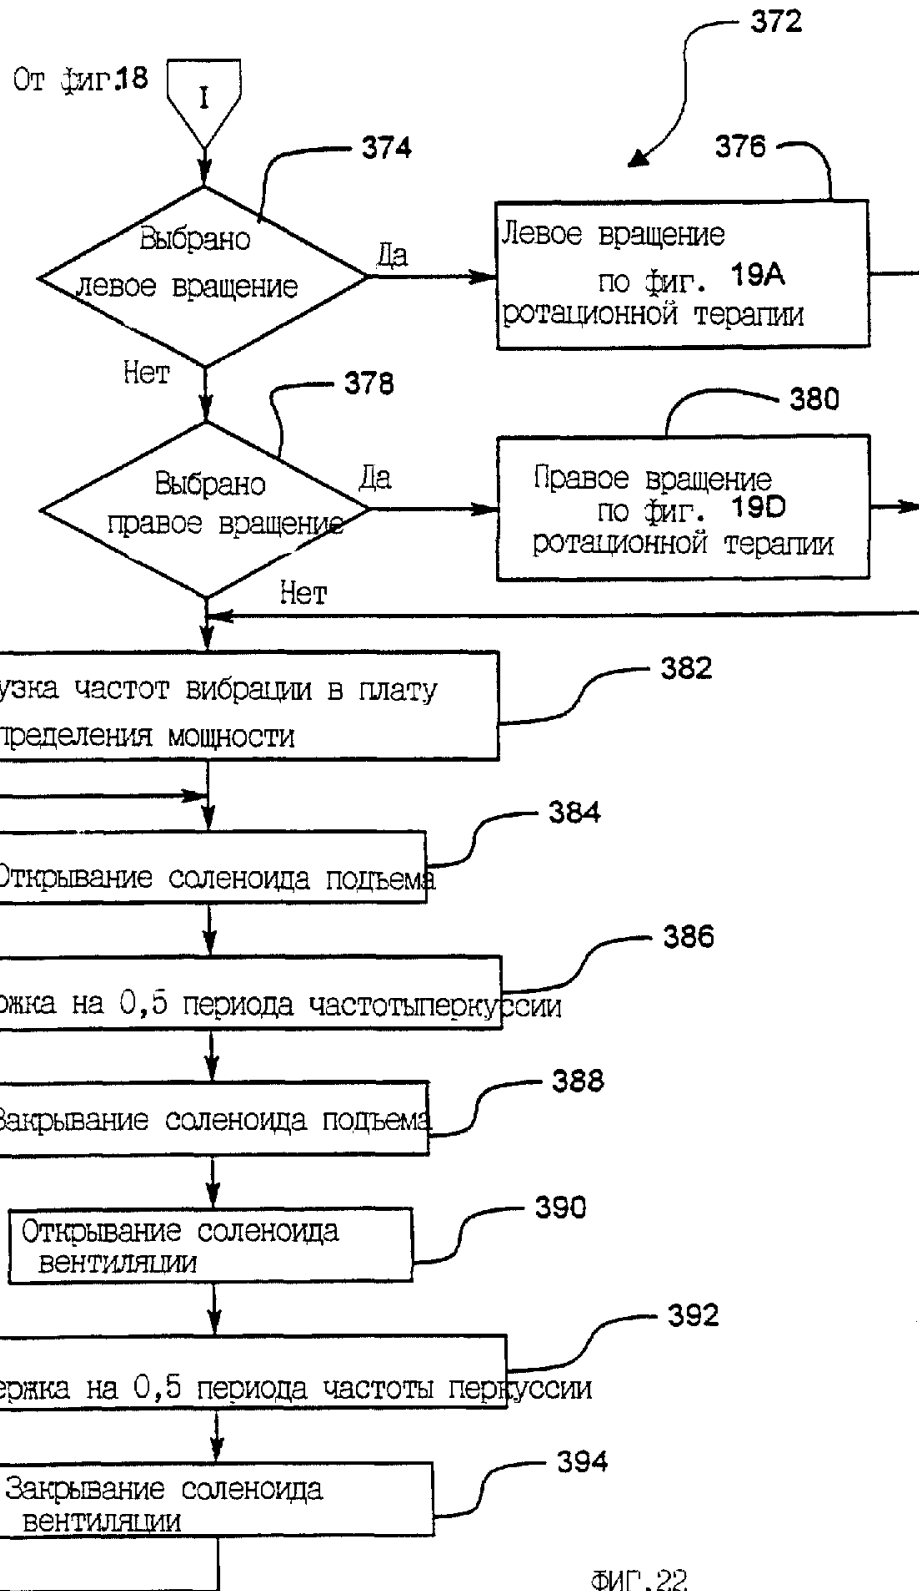 372
От фиг.18
I
374
376
Выбрано
левое вращение
Да
Левое вращение
по фиг. 19A
ротационной терапии
Нет
378
380
Выбрано
правое вращение
Да
Правое вращение
по фиг. 19D
ротационной терапии
Нет
382
узка частот вибрации в плату
пределения мощности
384
Открывание соленоида подъема
386
ржка на 0,5 периода частотыперкуссии
388
Закрывание соленоида подъема
390
Открывание соленоида
вентиляции
392
ержка на 0,5 периода частоты перкуссии
394
Закрывание соленоида
вентиляции
ФИГ.22